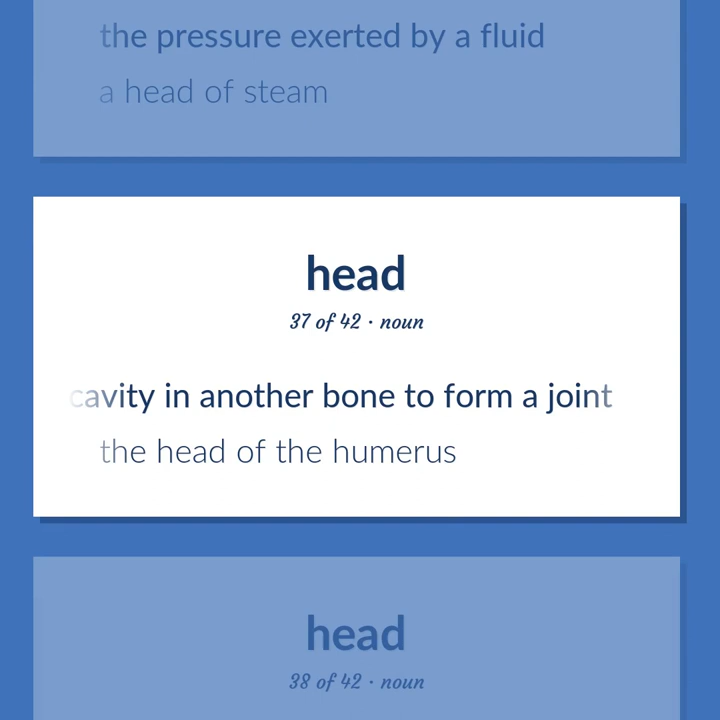 the pressure exerted by a fluid
a head of steam
head
37 of 42 · noun
cavity in another bone to form a joint
the head of the humerus
head
38 of 42 · noun